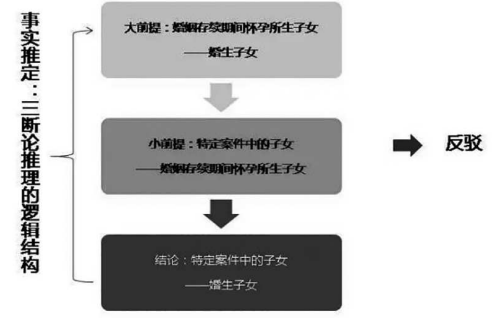 事实推定：三断论推理的逻辑结构
大前提：婚姻存续期间怀孕所生子女
——婚生子女
小前提：特定案件中的子女
——婚姻存续期间怀孕所生子女
反驳
结论：特定案件中的子女
——婚生子女